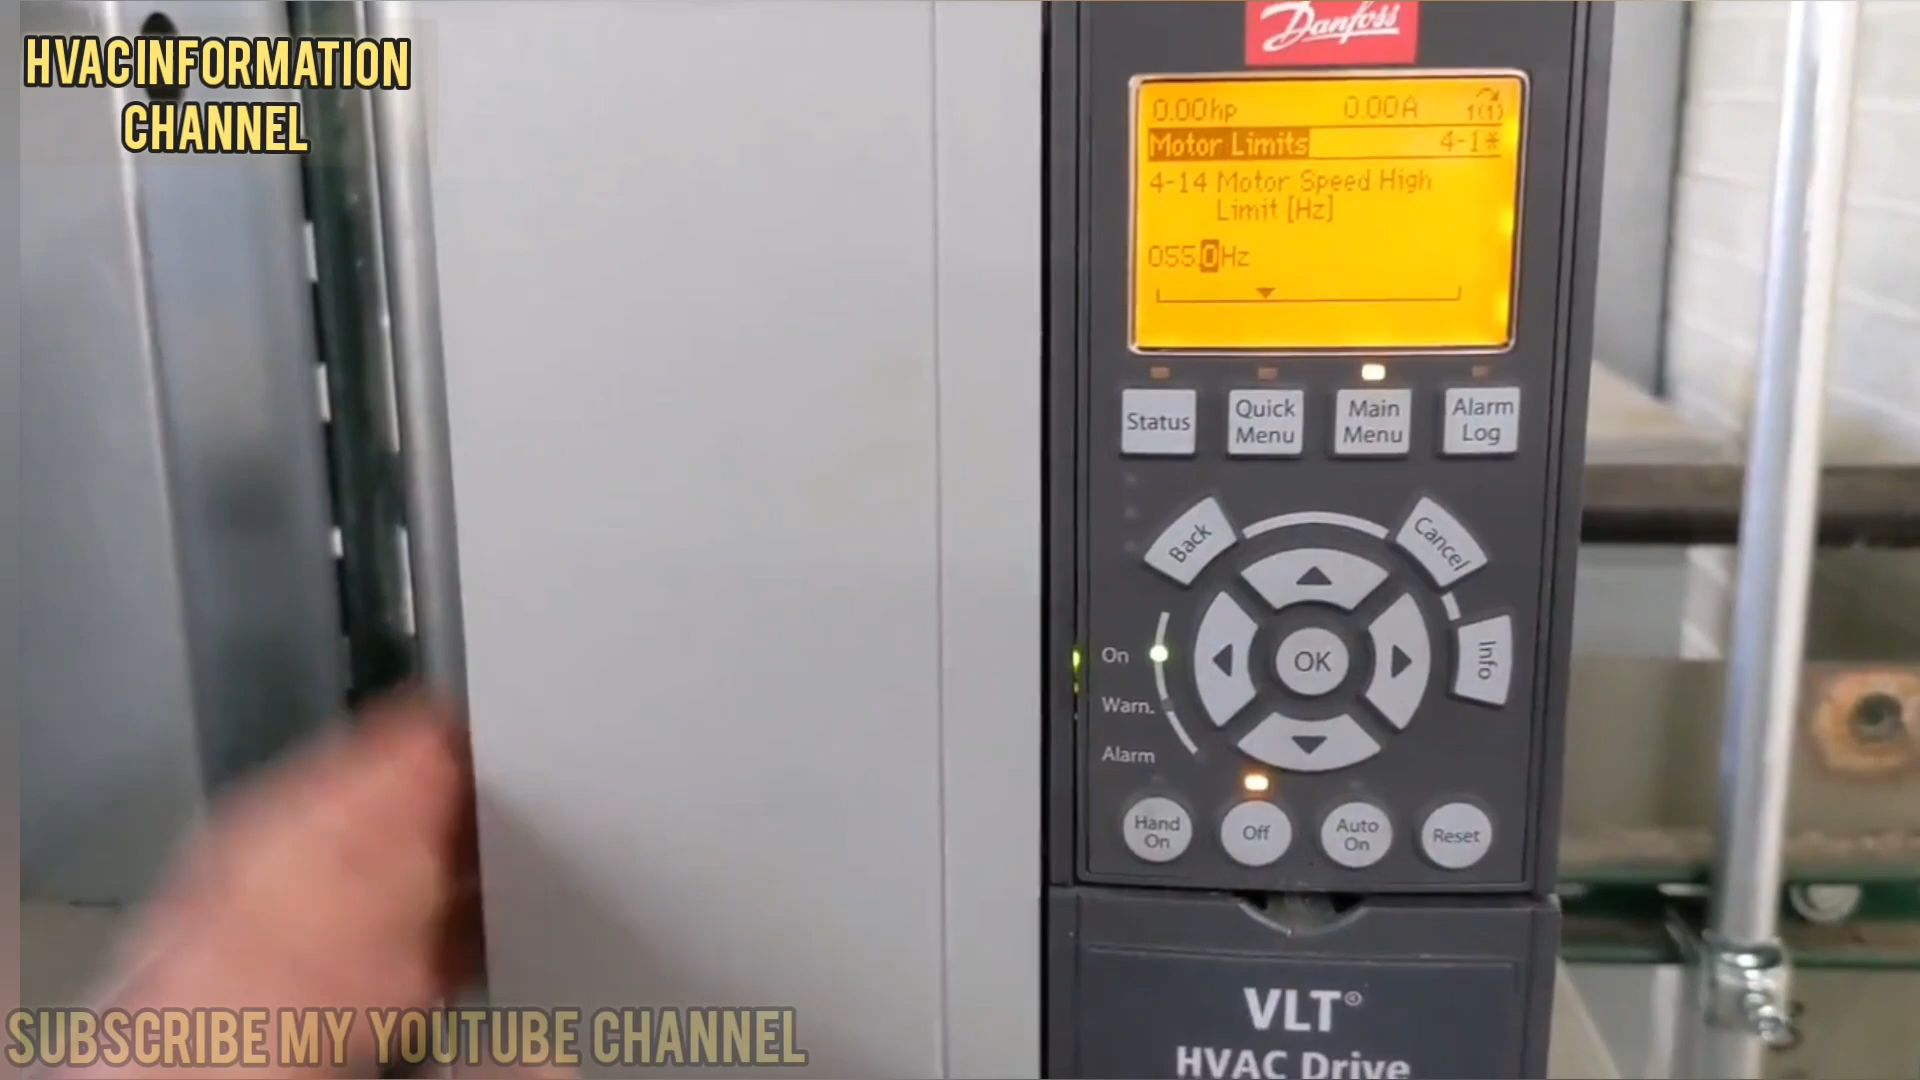 HVACINFORMATION
CHANNEL
Danfoss
0.00hp 0.00A 1(1)
Motor Limits 4-1*
4-14 Motor Speed High
Limit [Hz]
055.0Hz
Status
Quick
Menu
Main
Menu
Alarm
Log
Back
Cancel
OK
Info
On
Warn.
Alarm
Hand
On
Off
Auto
On
Reset
VLT®
HVAC Drive
SUBSCRIBE MY YOUTUBE CHANNEL